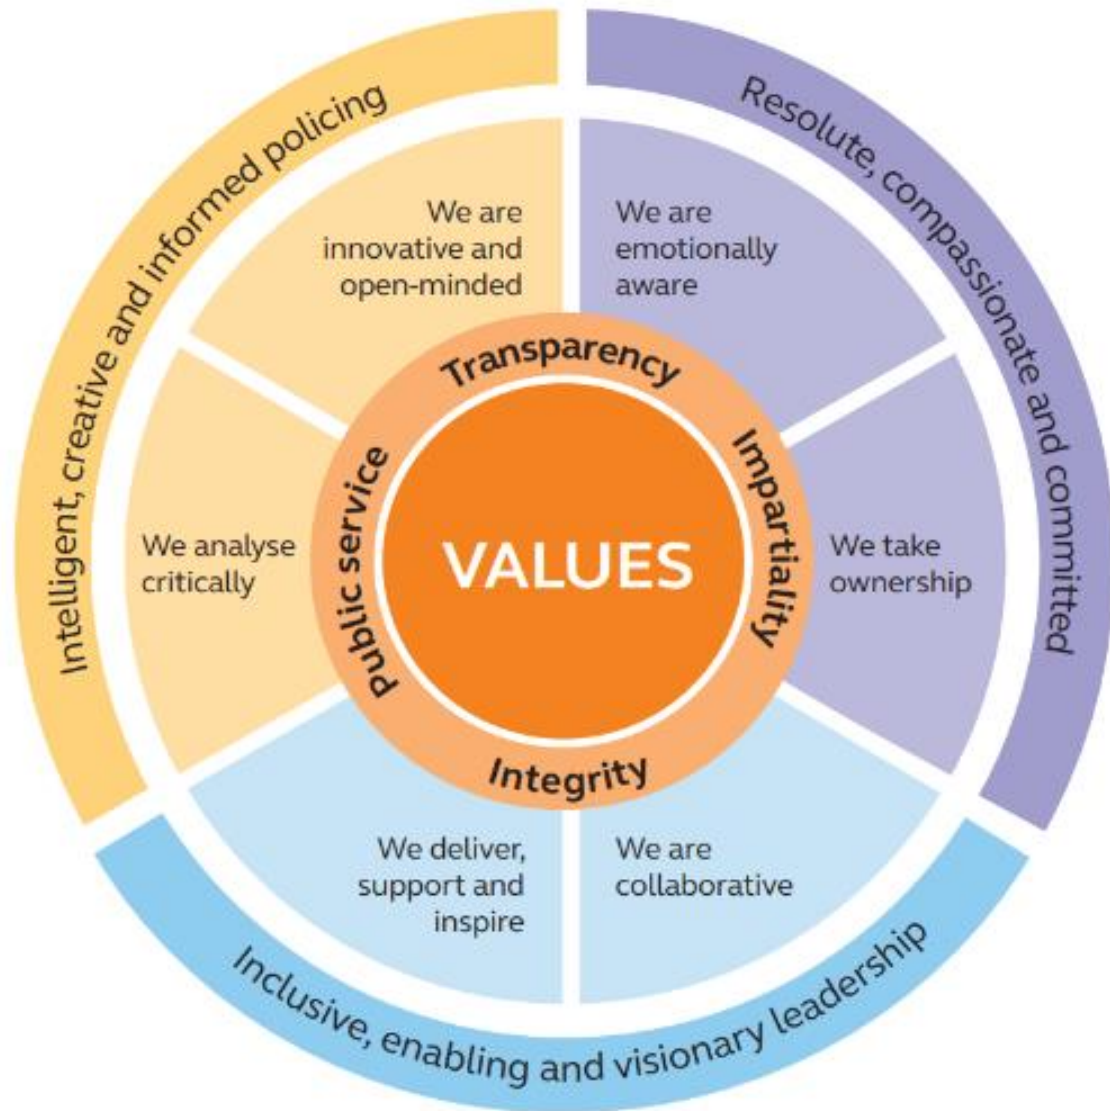 Intelligent, creative and informed policing
Resolute, compassionate and committed
We are
innovative and
open-minded
We are
emotionally
aware
Transparency
Public service
Impartiality
VALUES
Integrity
We analyse
critically
We take
ownership
We deliver,
support and
inspire
We are
collaborative
Inclusive, enabling and visionary leadership